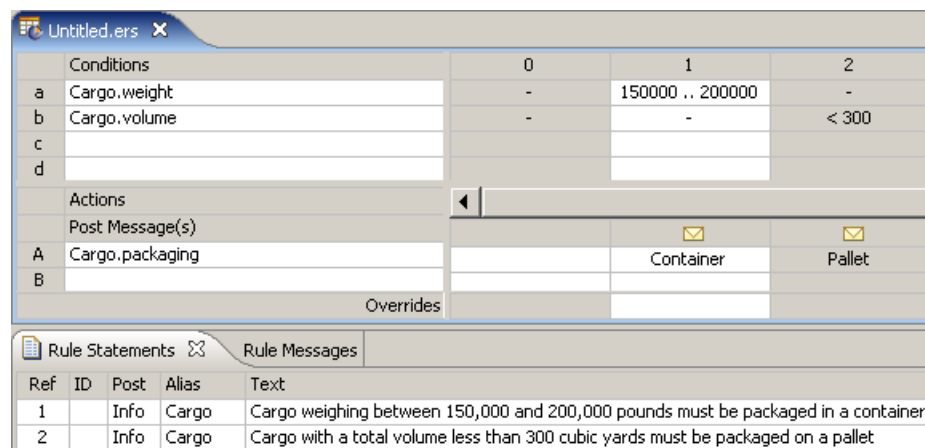 Untitled.ers
Conditions 0 1 2
a Cargo.weight - 150000 .. 200000 -
b Cargo.volume - - < 300
c
d
Actions
Post Message(s)
A Cargo.packaging Container Pallet
B
Overrides
Rule Statements Rule Messages
Ref ID Post Alias Text
1 Info Cargo Cargo weighing between 150,000 and 200,000 pounds must be packaged in a container
2 Info Cargo Cargo with a total volume less than 300 cubic yards must be packaged on a pallet